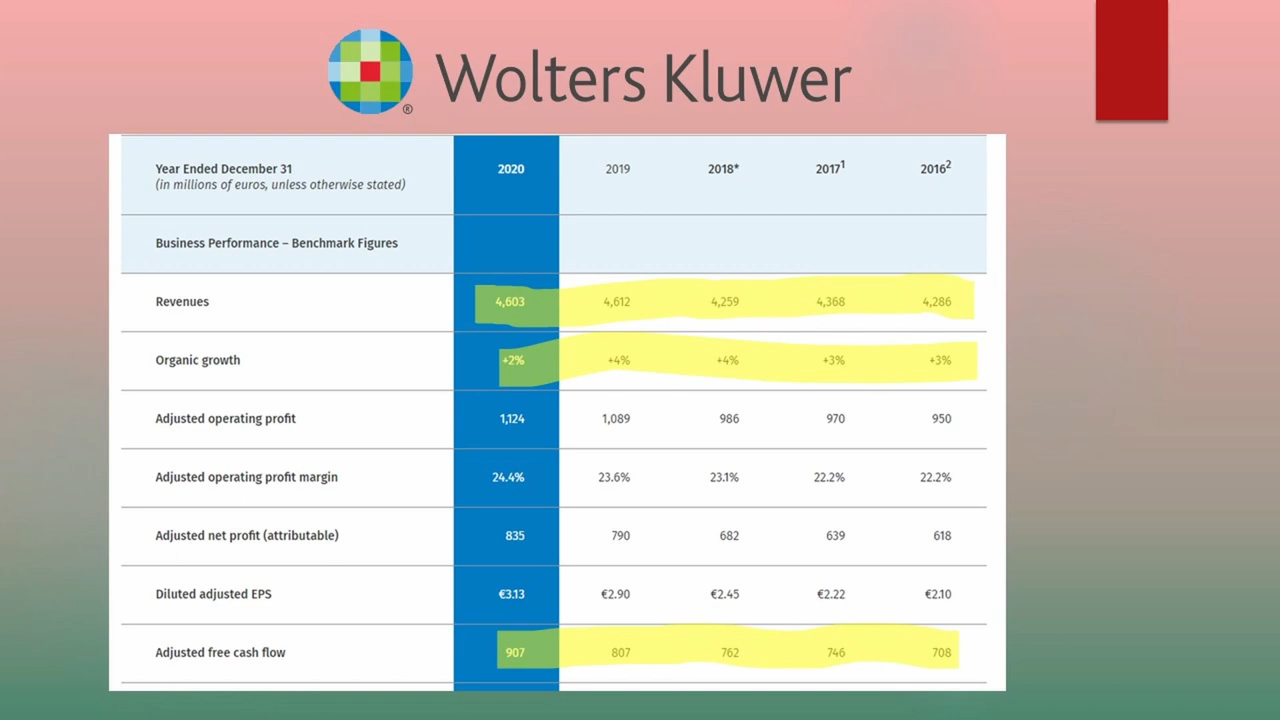 Wolters Kluwer
®
Year Ended December 31 2020 2019 2018* 2017¹ 2016²
(in millions of euros, unless otherwise stated)
Business Performance – Benchmark Figures
Revenues 4,603 4,612 4,259 4,368 4,286
Organic growth +2% +4% +4% +3% +3%
Adjusted operating profit 1,124 1,089 986 970 950
Adjusted operating profit margin 24.4% 23.6% 23.1% 22.2% 22.2%
Adjusted net profit (attributable) 835 790 682 639 618
Diluted adjusted EPS €3.13 €2.90 €2.45 €2.22 €2.10
Adjusted free cash flow 907 807 762 746 708